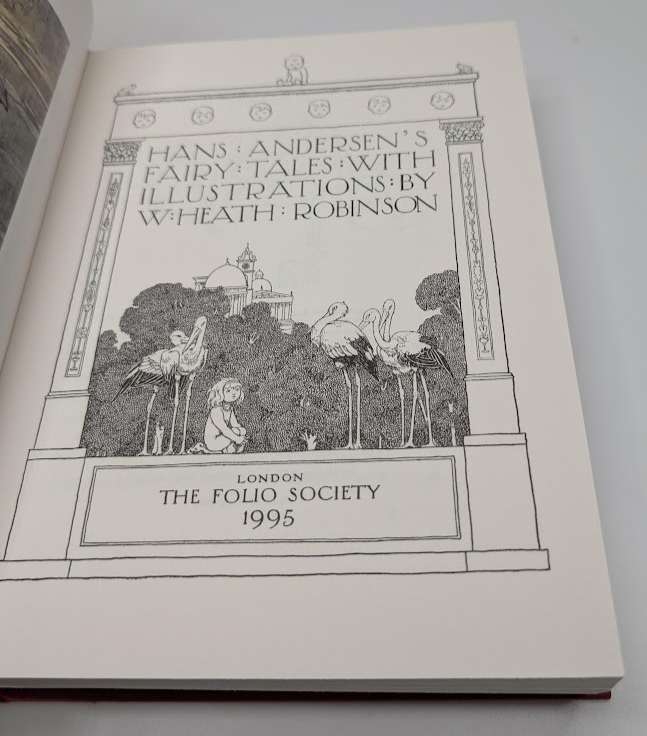 HANS : ANDERSEN'S
FAIRY : TALES : WITH
ILLUSTRATIONS : BY
W : HEATH : ROBINSON
LONDON
THE FOLIO SOCIETY
1995